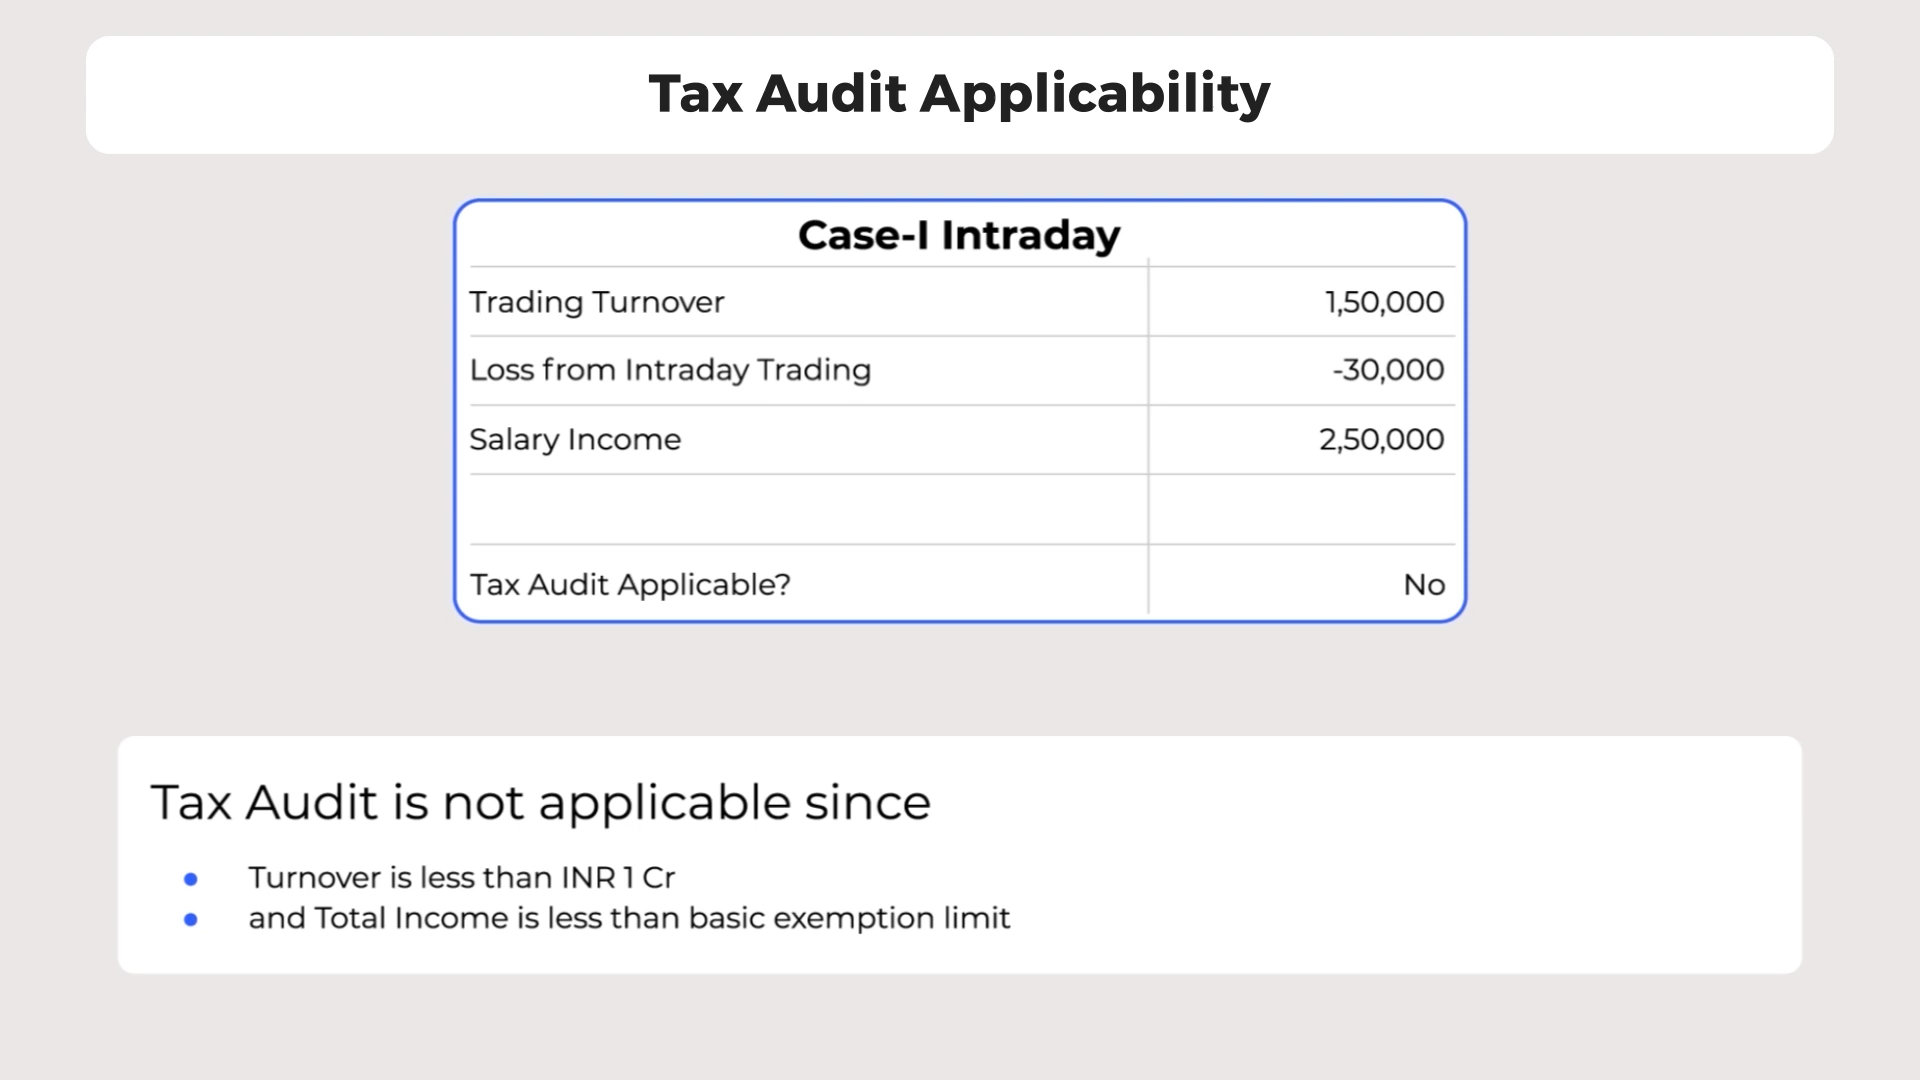 Tax Audit Applicability
Case-I Intraday
Trading Turnover 1,50,000
Loss from Intraday Trading -30,000
Salary Income 2,50,000
Tax Audit Applicable? No
Tax Audit is not applicable since
● Turnover is less than INR 1 Cr
● and Total Income is less than basic exemption limit